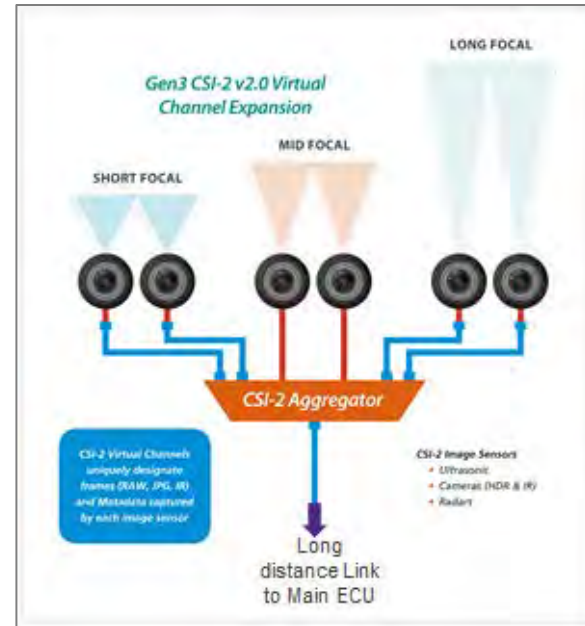 Gen3 CSI-2 v2.0 Virtual
Channel Expansion
LONG FOCAL
MID FOCAL
SHORT FOCAL
CSI-2 Aggregator
CSI-2 Virtual Channels
uniquely designate
frames (RAW, JPG, IR)
and Metadata captured
by each image sensor
CSI-2 Image Sensors
• Ultrasonic
• Cameras (HDR & IR)
• Radart
Long
distance Link
to Main ECU